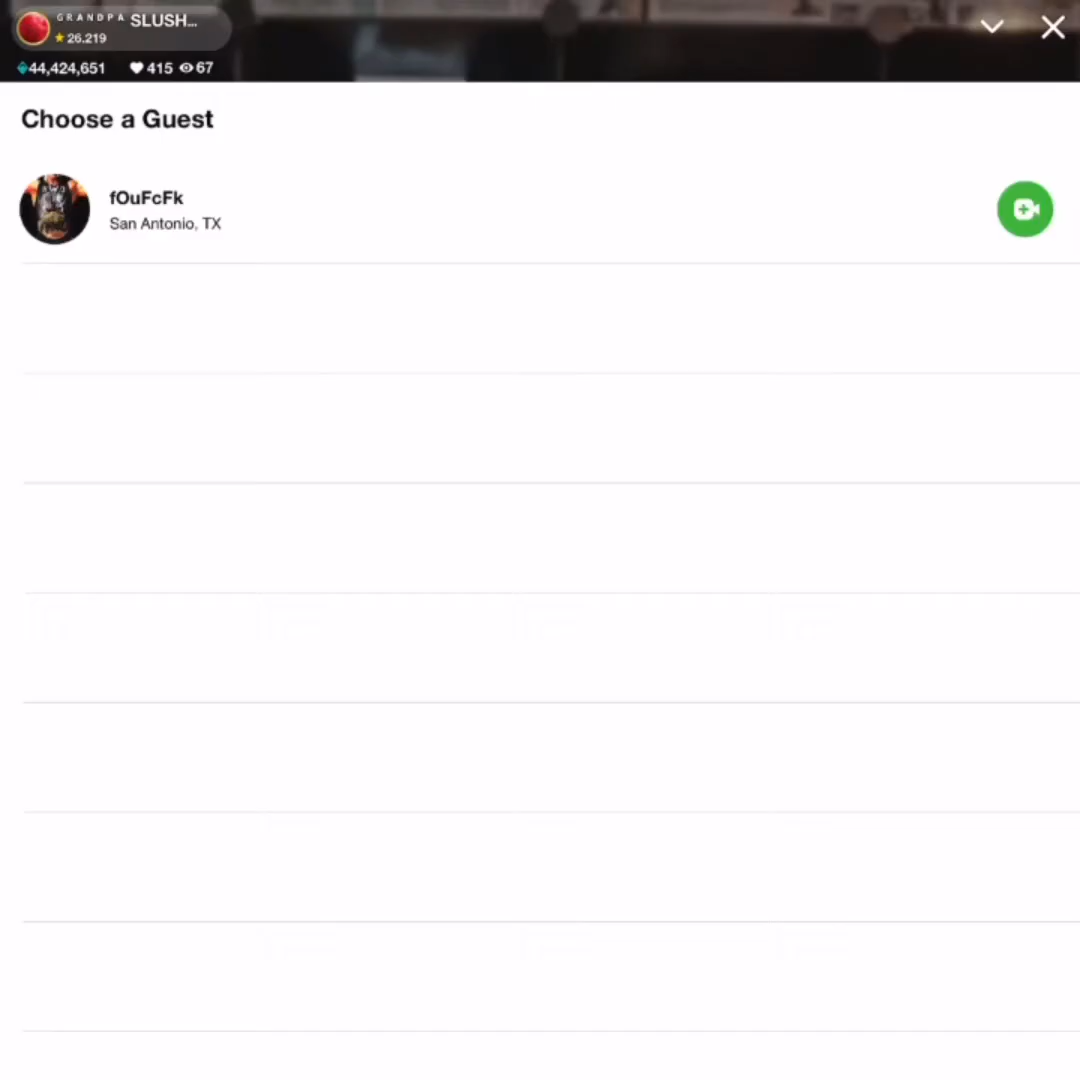 GRANDPA SLUSH...
26.219
44,424,651 415 67
Choose a Guest
fOuFcFk
San Antonio, TX